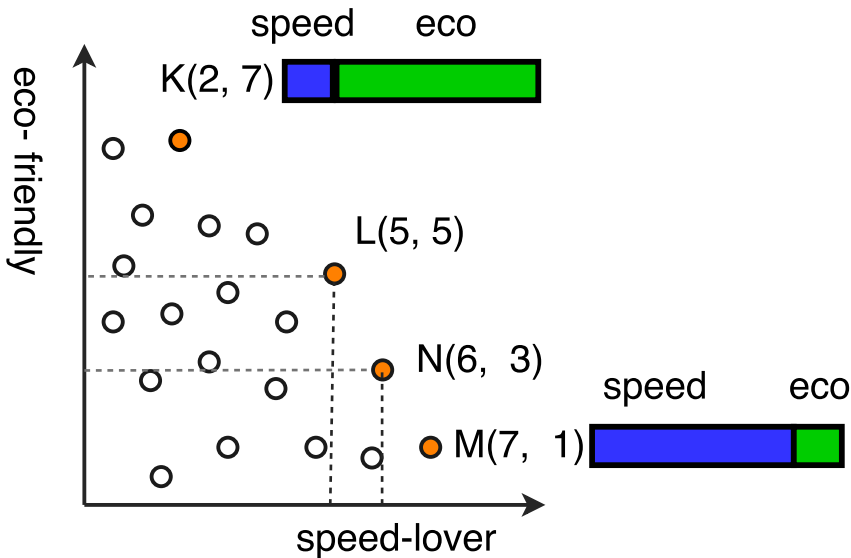 speed eco
K(2, 7)
eco- friendly
L(5, 5)
N(6, 3)
speed eco
M(7, 1)
speed-lover